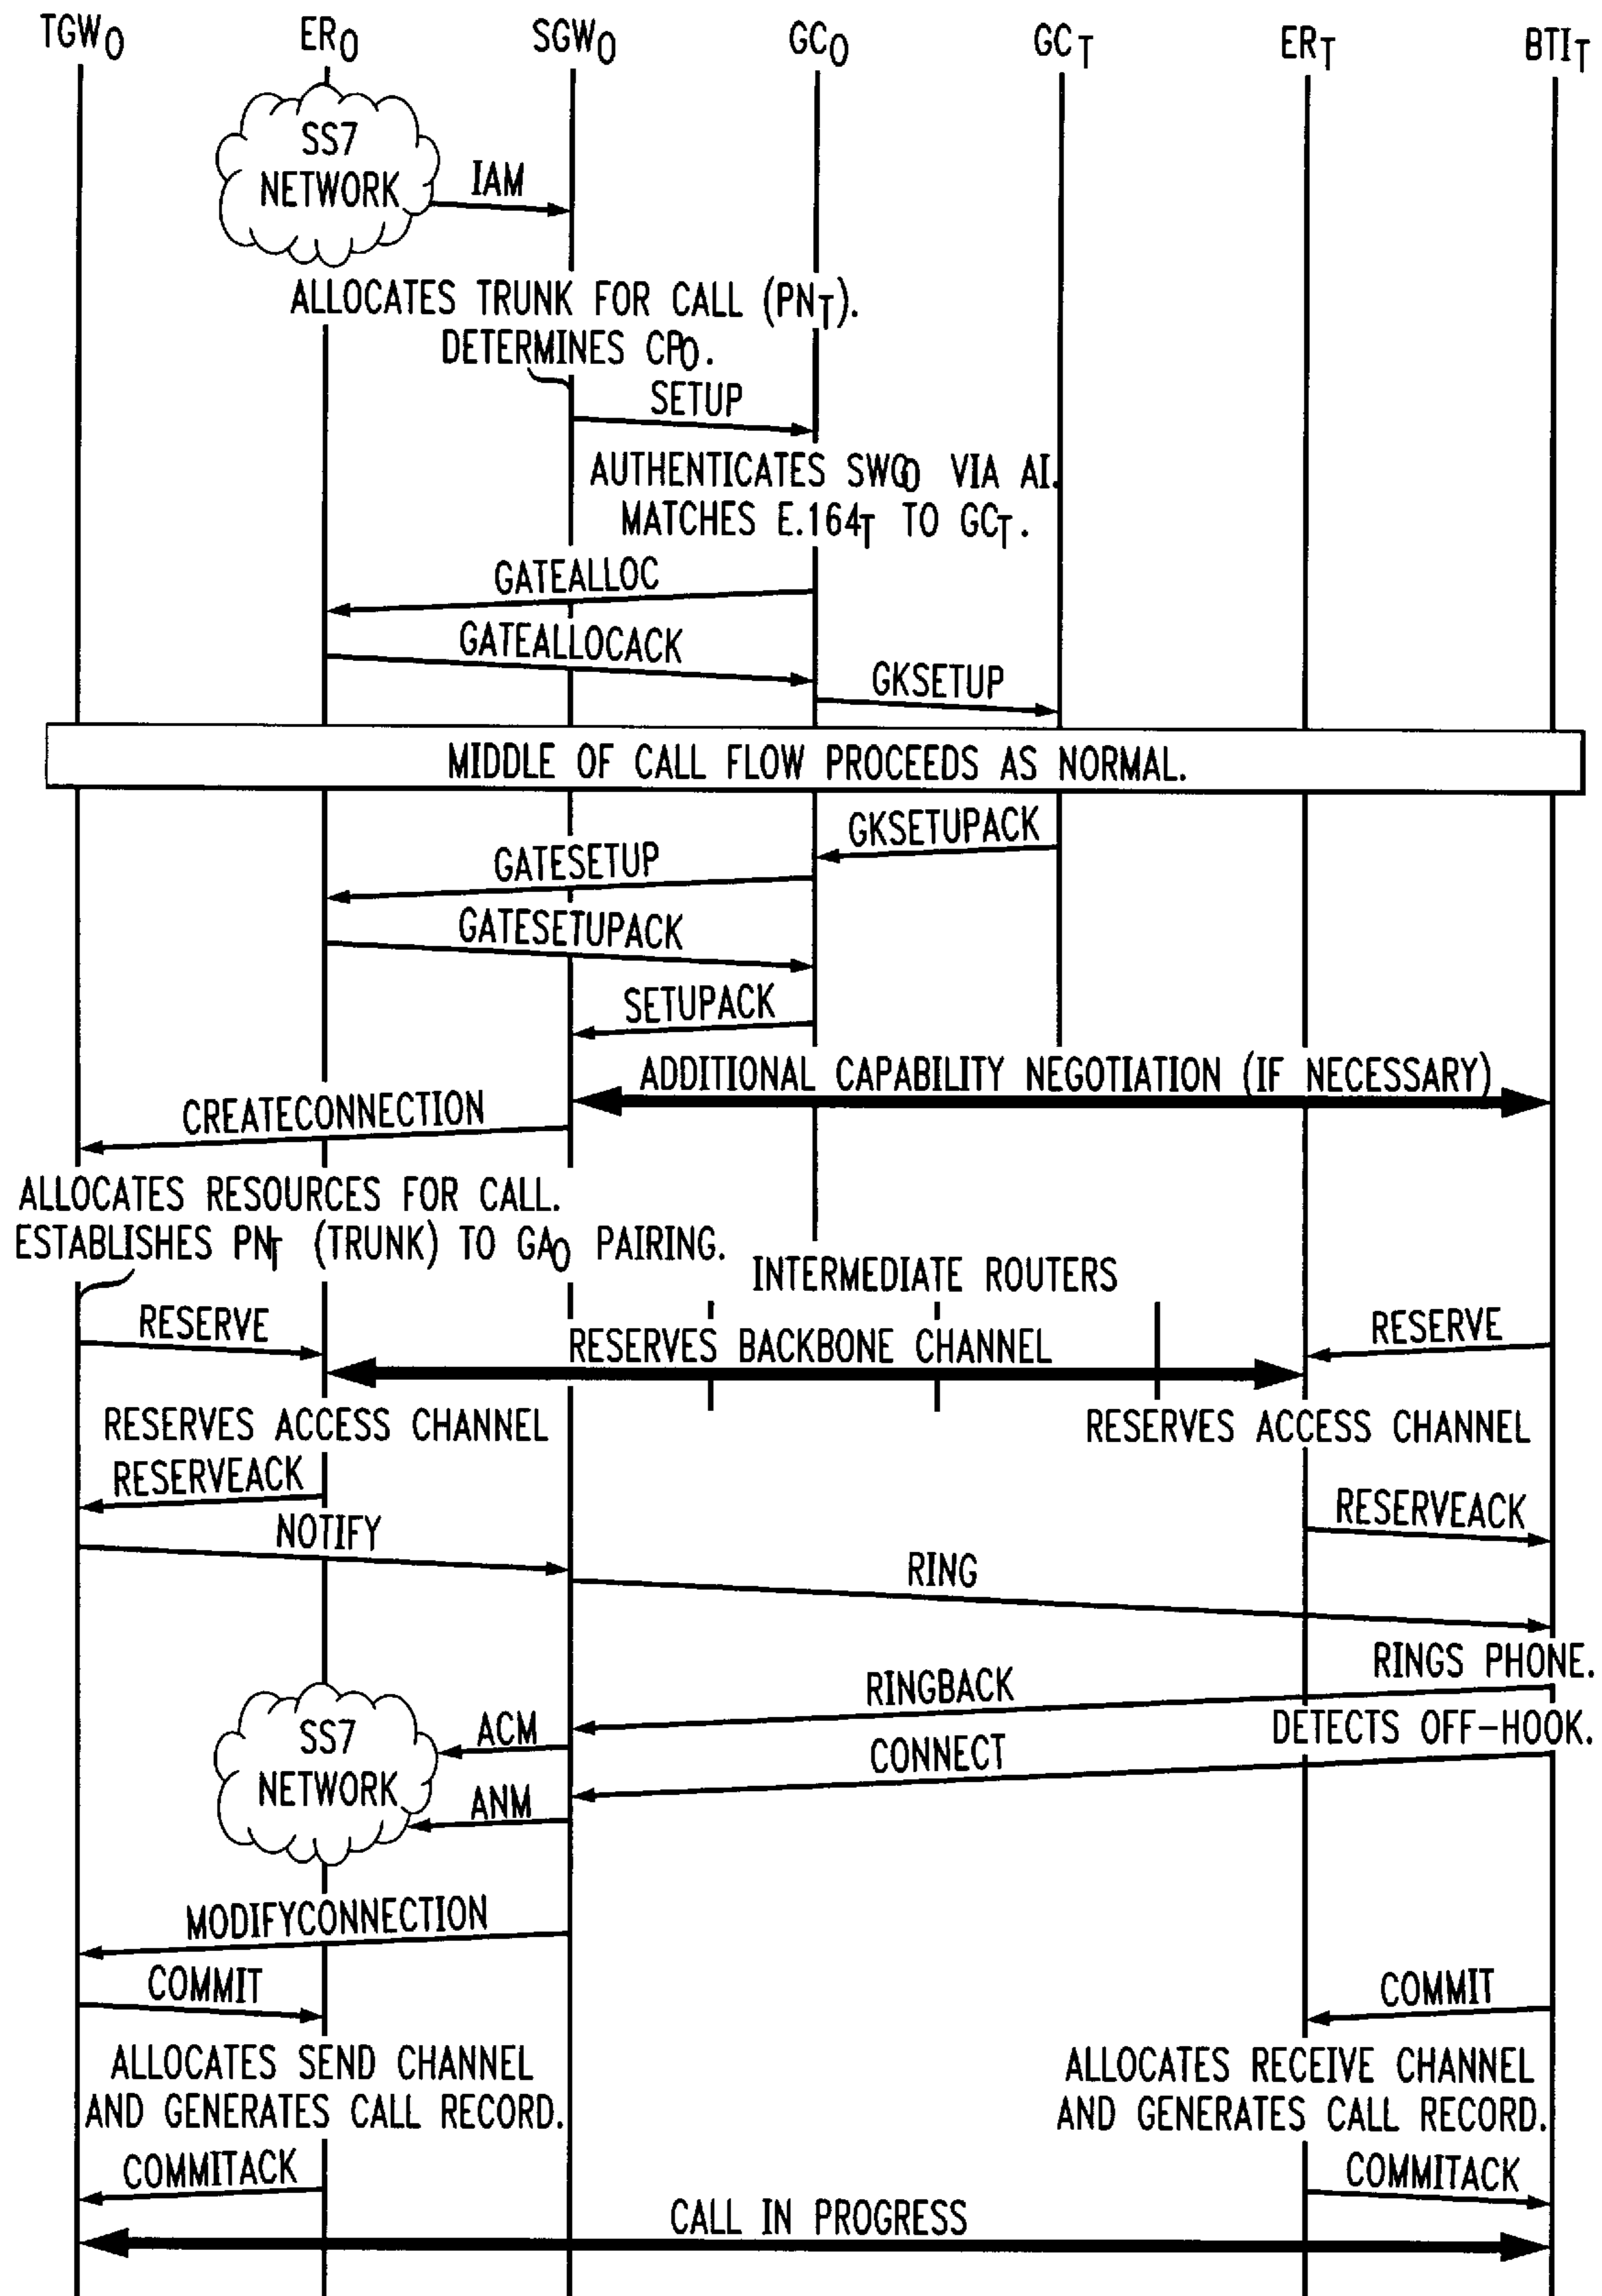 TGWO ERO SGWO GCO GCT ERT BTIT
SS7
NETWORK
IAM
ALLOCATES TRUNK FOR CALL (PNT).
DETERMINES CPO.
SETUP
AUTHENTICATES SWGO VIA AI.
MATCHES E.164T TO GCT.
GATEALLOC
GATEALLOCACK
GKSETUP
MIDDLE OF CALL FLOW PROCEEDS AS NORMAL.
GKSETUPACK
GATESETUP
GATESETUPACK
SETUPACK
ADDITIONAL CAPABILITY NEGOTIATION (IF NECESSARY)
CREATECONNECTION
ALLOCATES RESOURCES FOR CALL.
ESTABLISHES PNT (TRUNK) TO GAO PAIRING.
INTERMEDIATE ROUTERS
RESERVE
RESERVES BACKBONE CHANNEL
RESERVE
RESERVES ACCESS CHANNEL
RESERVES ACCESS CHANNEL
RESERVEACK
RESERVEACK
NOTIFY
RING
RINGS PHONE.
RINGBACK
SS7
NETWORK
ACM
DETECTS OFF-HOOK.
CONNECT
ANM
MODIFYCONNECTION
COMMIT
COMMIT
ALLOCATES SEND CHANNEL
AND GENERATES CALL RECORD.
ALLOCATES RECEIVE CHANNEL
AND GENERATES CALL RECORD.
COMMITACK
COMMITACK
CALL IN PROGRESS